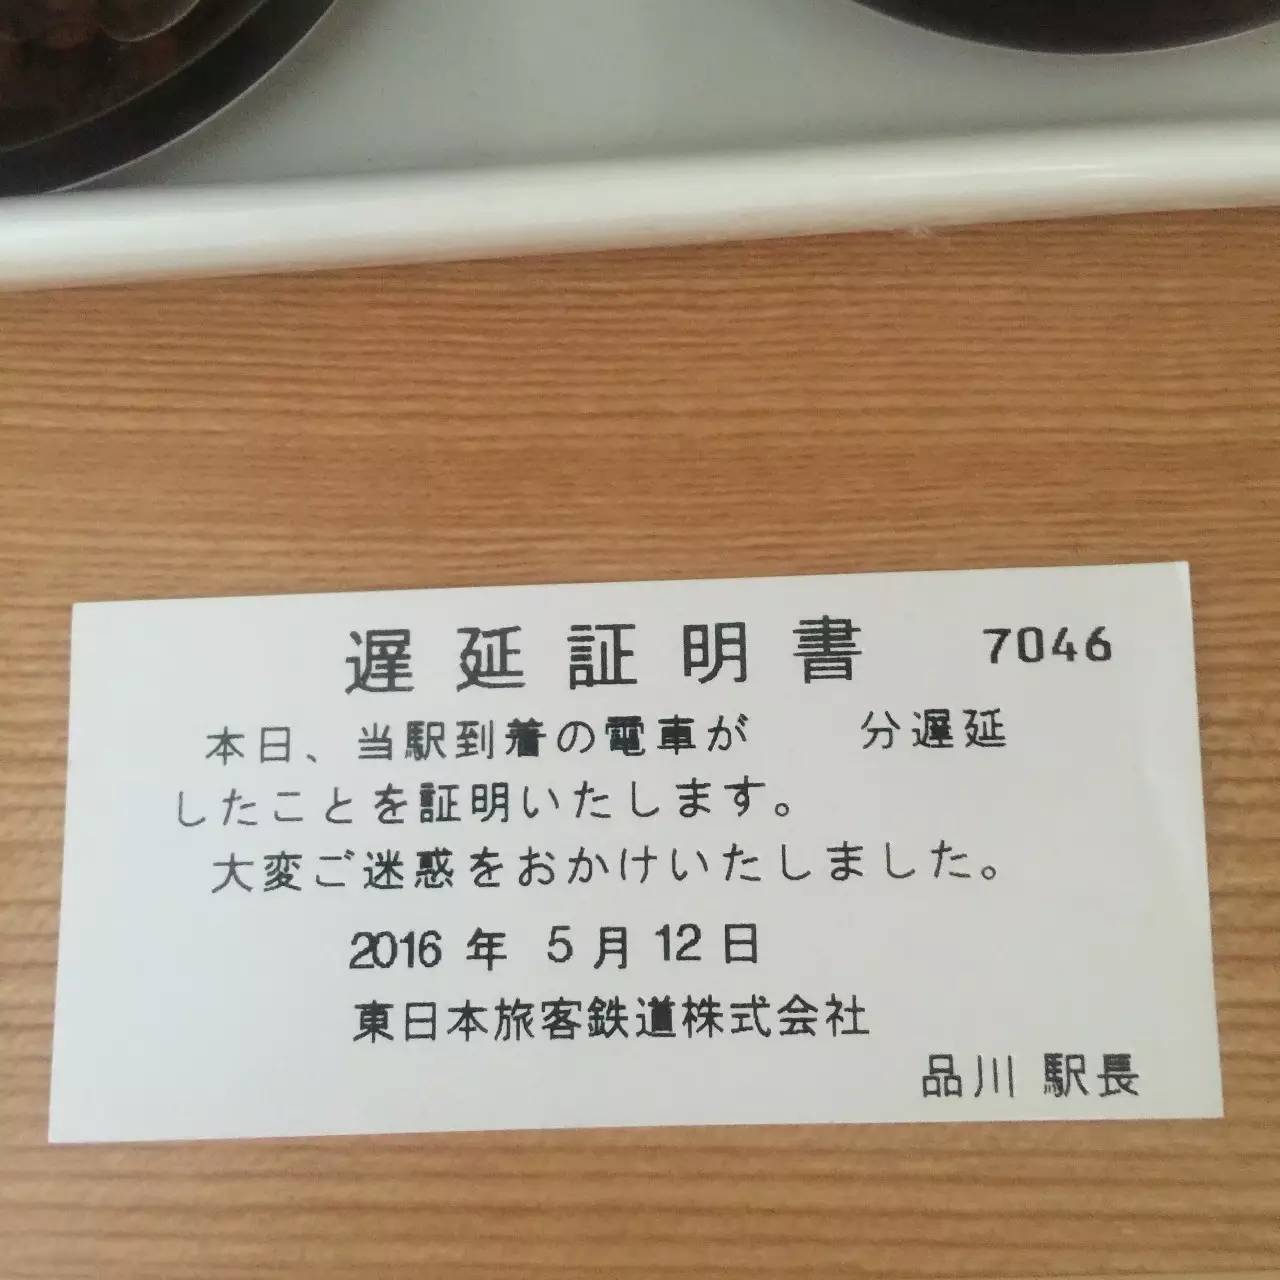 遅延証明書 7046
本日、当駅到着の電車が 分遅延
したことを証明いたします。
大変ご迷惑をおかけいたしました。
2016 年 5 月 12 日
東日本旅客鉄道株式会社
品川 駅長